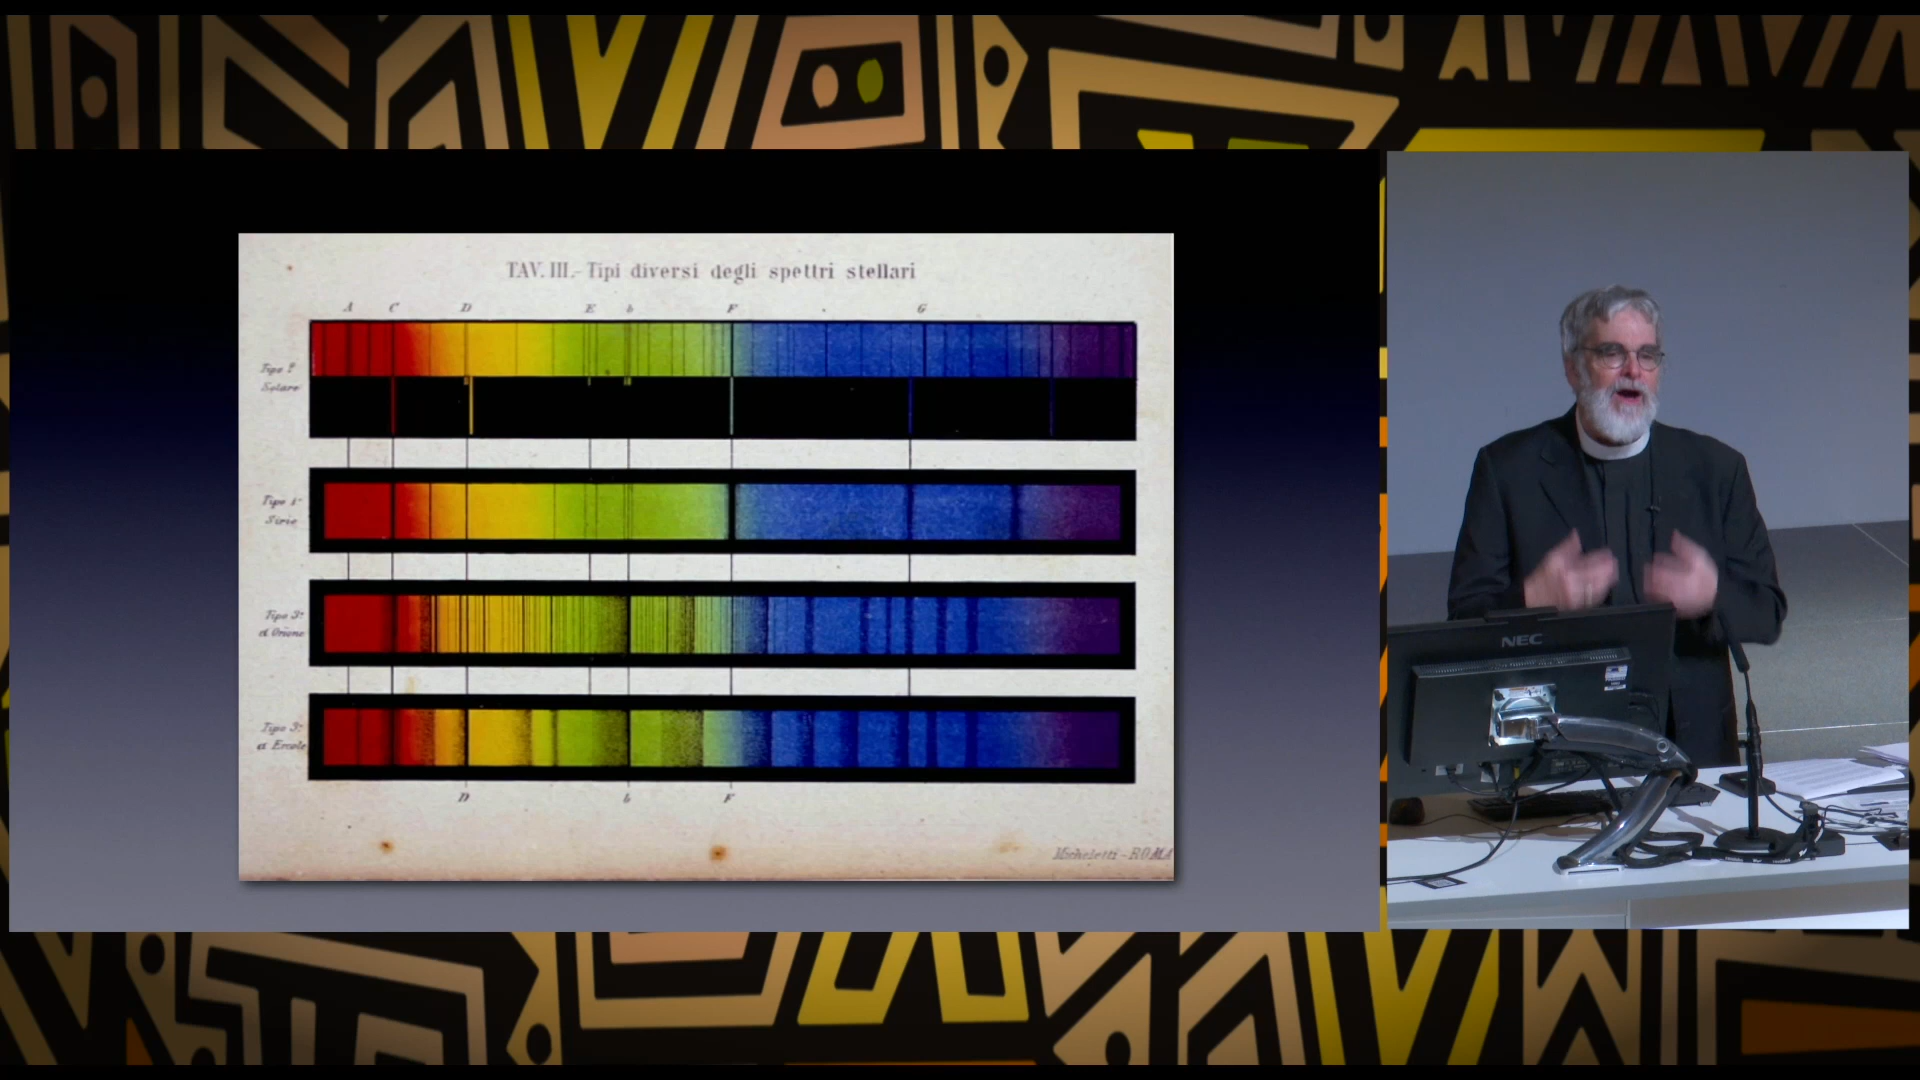 TAV. III.- Tipi diversi degli spettri stellari
A C D E b F G
Tipo 2°
Solare
Tipo 1°
Sirio
Tipo 3°
α Orione
Tipo 3°
α Ercole
D b F
Micheletti - ROMA
NEC